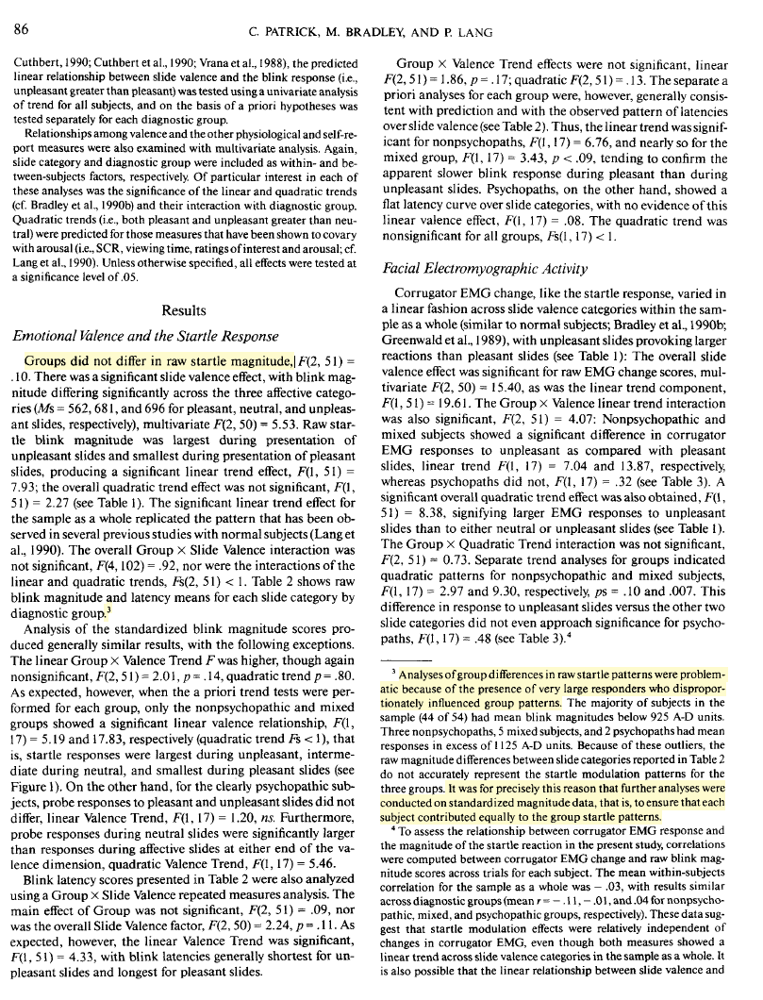 86
C. PATRICK, M. BRADLEY, AND P. LANG
Cuthbert, 1990; Cuthbert et al., 1990; Vrana et al., 1988), the predicted
linear relationship between slide valence and the blink response (i.e.,
unpleasant greater than pleasant) was tested using a univariate analysis
of trend for all subjects, and on the basis of a priori hypotheses was
tested separately for each diagnostic group.
Relationships among valence and the other physiological and self-re-
port measures were also examined with multivariate analysis. Again,
slide category and diagnostic group were included as within- and be-
tween-subjects factors, respectively. Of particular interest in each of
these analyses was the significance of the linear and quadratic trends
(cf. Bradley et al., 1990b) and their interaction with diagnostic group.
Quadratic trends (i.e., both pleasant and unpleasant greater than neu-
tral) were predicted for those measures that have been shown to covary
with arousal (i.e., SCR, viewing time, ratings of interest and arousal; cf.
Lang et al., 1990). Unless otherwise specified, all effects were tested at
a significance level of .05.
Results
Emotional Valence and the Startle Response
Groups did not differ in raw startle magnitude, F(2, 51) =
.10. There was a significant slide valence effect, with blink mag-
nitude differing significantly across the three affective catego-
ries (Ms = 562, 681, and 696 for pleasant, neutral, and unpleas-
ant slides, respectively), multivariate F(2, 50) = 5.53. Raw star-
tle blink magnitude was largest during presentation of
unpleasant slides and smallest during presentation of pleasant
slides, producing a significant linear trend effect, F(1, 51) =
7.93; the overall quadratic trend effect was not significant, F(1,
51) = 2.27 (see Table 1). The significant linear trend effect for
the sample as a whole replicated the pattern that has been ob-
served in several previous studies with normal subjects (Lang et
al., 1990). The overall Group × Slide Valence interaction was
not significant, F(4, 102) = .92, nor were the interactions of the
linear and quadratic trends, Fs(2, 51) < 1. Table 2 shows raw
blink magnitude and latency means for each slide category by
diagnostic group.³
Analysis of the standardized blink magnitude scores pro-
duced generally similar results, with the following exceptions.
The linear Group × Valence Trend F was higher, though again
nonsignificant, F(2, 51) = 2.01, p = .14, quadratic trend p = .80.
As expected, however, when the a priori trend tests were per-
formed for each group, only the nonpsychopathic and mixed
groups showed a significant linear valence relationship, F(1,
17) = 5.19 and 17.83, respectively (quadratic trend Fs < 1), that
is, startle responses were largest during unpleasant, interme-
diate during neutral, and smallest during pleasant slides (see
Figure 1). On the other hand, for the clearly psychopathic sub-
jects, probe responses to pleasant and unpleasant slides did not
differ, linear Valence Trend, F(1, 17) = 1.20, ns. Furthermore,
probe responses during neutral slides were significantly larger
than responses during affective slides at either end of the va-
lence dimension, quadratic Valence Trend, F(1, 17) = 5.46.
Blink latency scores presented in Table 2 were also analyzed
using a Group × Slide Valence repeated measures analysis. The
main effect of Group was not significant, F(2, 51) = .09, nor
was the overall Slide Valence factor, F(2, 50) = 2.24, p = .11. As
expected, however, the linear Valence Trend was significant,
F(1, 51) = 4.33, with blink latencies generally shortest for un-
pleasant slides and longest for pleasant slides.
Group × Valence Trend effects were not significant, linear
F(2, 51) = 1.86, p = .17; quadratic F(2, 51) = .13. The separate a
priori analyses for each group were, however, generally consis-
tent with prediction and with the observed pattern of latencies
over slide valence (see Table 2). Thus, the linear trend was signif-
icant for nonpsychopaths, F(1, 17) = 6.76, and nearly so for the
mixed group, F(1, 17) = 3.43, p < .09, tending to confirm the
apparent slower blink response during pleasant than during
unpleasant slides. Psychopaths, on the other hand, showed a
flat latency curve over slide categories, with no evidence of this
linear valence effect, F(1, 17) = .08. The quadratic trend was
nonsignificant for all groups, Fs(1, 17) < 1.
Facial Electromyographic Activity
Corrugator EMG change, like the startle response, varied in
a linear fashion across slide valence categories within the sam-
ple as a whole (similar to normal subjects; Bradley et al., 1990b;
Greenwald et al., 1989), with unpleasant slides provoking larger
reactions than pleasant slides (see Table 1): The overall slide
valence effect was significant for raw EMG change scores, mul-
tivariate F(2, 50) = 15.40, as was the linear trend component,
F(1, 51) = 19.61. The Group × Valence linear trend interaction
was also significant, F(2, 51) = 4.07: Nonpsychopathic and
mixed subjects showed a significant difference in corrugator
EMG responses to unpleasant as compared with pleasant
slides, linear trend F(1, 17) = 7.04 and 13.87, respectively,
whereas psychopaths did not, F(1, 17) = .32 (see Table 3). A
significant overall quadratic trend effect was also obtained, F(1,
51) = 8.38, signifying larger EMG responses to unpleasant
slides than to either neutral or unpleasant slides (see Table 1).
The Group × Quadratic Trend interaction was not significant,
F(2, 51) = 0.73. Separate trend analyses for groups indicated
quadratic patterns for nonpsychopathic and mixed subjects,
F(1, 17) = 2.97 and 9.30, respectively, ps = .10 and .007. This
difference in response to unpleasant slides versus the other two
slide categories did not even approach significance for psycho-
paths, F(1, 17) = .48 (see Table 3).⁴
³ Analyses of group differences in raw startle patterns were problem-
atic because of the presence of very large responders who dispropor-
tionately influenced group patterns. The majority of subjects in the
sample (44 of 54) had mean blink magnitudes below 925 A-D units.
Three nonpsychopaths, 5 mixed subjects, and 2 psychopaths had mean
responses in excess of 1125 A-D units. Because of these outliers, the
raw magnitude differences between slide categories reported in Table 2
do not accurately represent the startle modulation patterns for the
three groups. It was for precisely this reason that further analyses were
conducted on standardized magnitude data, that is, to ensure that each
subject contributed equally to the group startle patterns.
⁴ To assess the relationship between corrugator EMG response and
the magnitude of the startle reaction in the present study, correlations
were computed between corrugator EMG change and raw blink mag-
nitude scores across trials for each subject. The mean within-subjects
correlation for the sample as a whole was − .03, with results similar
across diagnostic groups (mean r = − .11, − .01, and .04 for nonpsycho-
pathic, mixed, and psychopathic groups, respectively). These data sug-
gest that startle modulation effects were relatively independent of
changes in corrugator EMG, even though both measures showed a
linear trend across slide valence categories in the sample as a whole. It
is also possible that the linear relationship between slide valence and